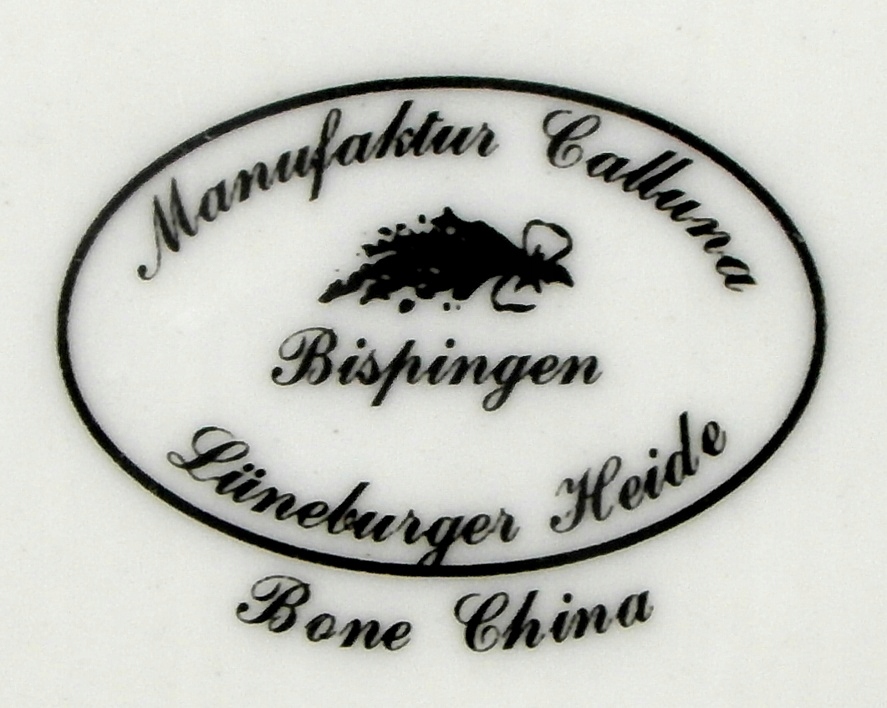 Manufaktur Calluna
Bispingen
Lüneburger Heide
Bone China